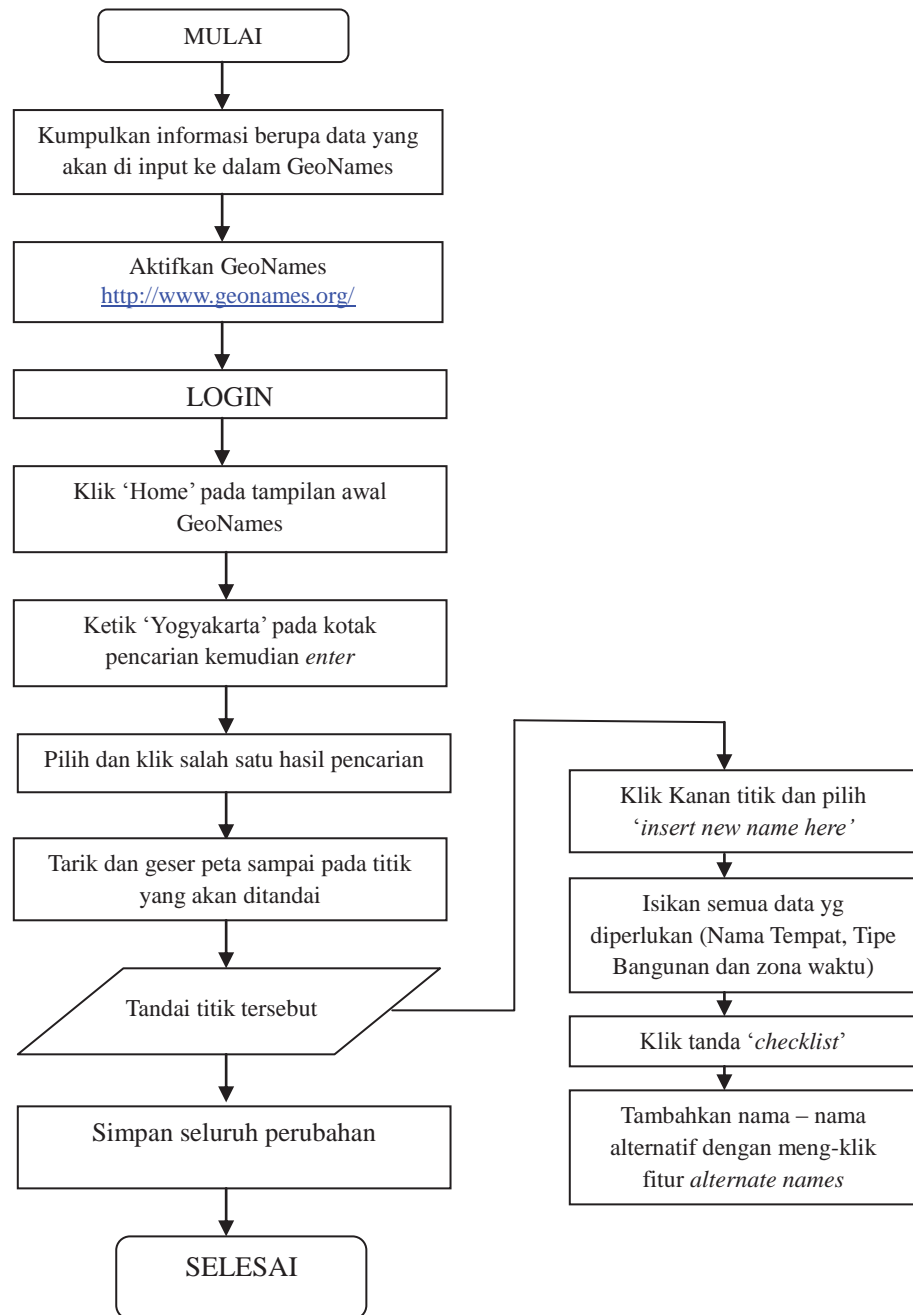 MULAI
Kumpulkan informasi berupa data yang
akan di input ke dalam GeoNames
Aktifkan GeoNames
http://www.geonames.org/
LOGIN
Klik ‘Home’ pada tampilan awal
GeoNames
Ketik ‘Yogyakarta’ pada kotak
pencarian kemudian enter
Pilih dan klik salah satu hasil pencarian
Tarik dan geser peta sampai pada titik
yang akan ditandai
Tandai titik tersebut
Klik Kanan titik dan pilih
‘insert new name here’
Isikan semua data yg
diperlukan (Nama Tempat, Tipe
Bangunan dan zona waktu)
Klik tanda ‘checklist’
Tambahkan nama – nama
alternatif dengan meng-klik
fitur alternate names
Simpan seluruh perubahan
SELESAI